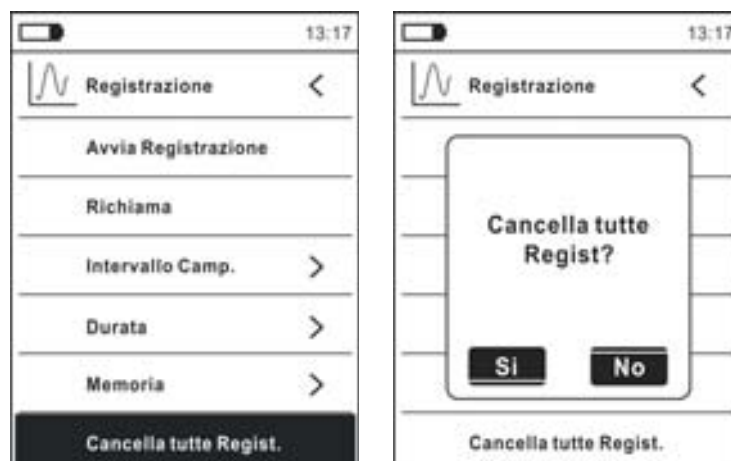 13:17
Registrazione
Avvia Registrazione
Richiama
Intervallo Camp.
Durata
Memoria
Cancella tutte Regist.
13:17
Registrazione
Cancella tutte
Regist?
Si No
Cancella tutte Regist.